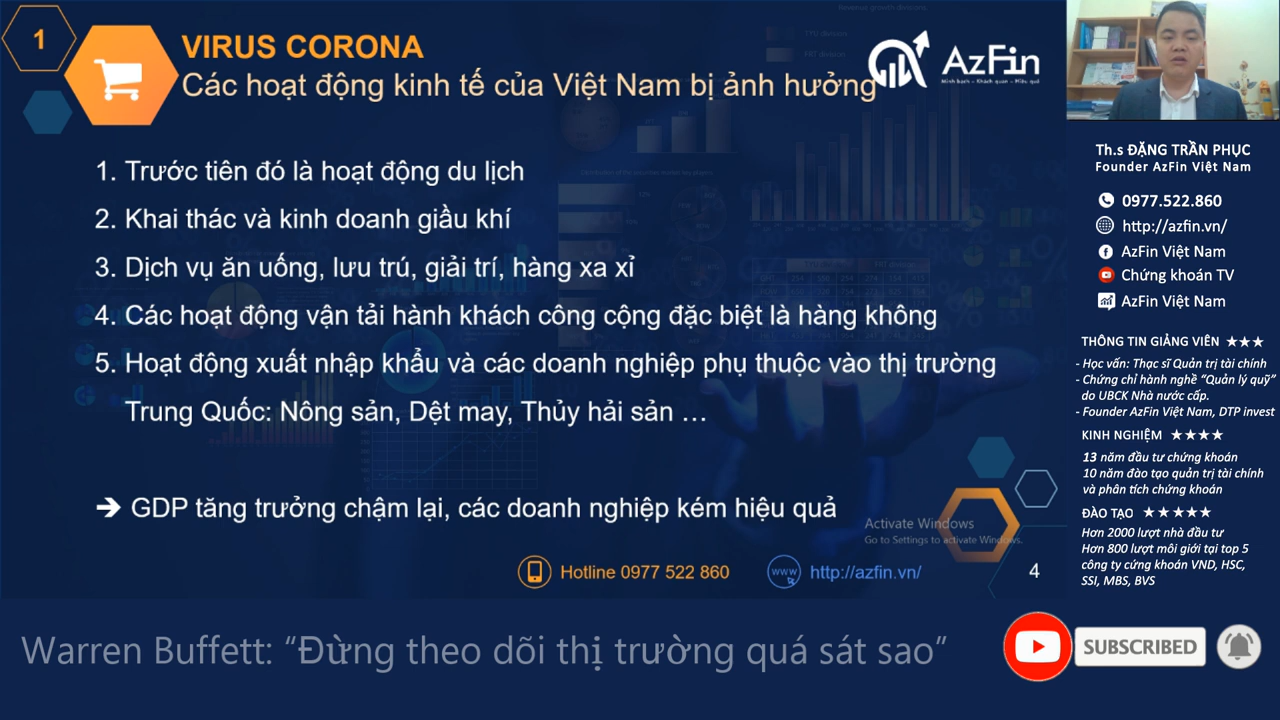 1
VIRUS CORONA
Các hoạt động kinh tế của Việt Nam bị ảnh hưởng
AzFin
Minh bạch - Khách quan - Hiệu quả
1. Trước tiên đó là hoạt động du lịch
2. Khai thác và kinh doanh giầu khí
3. Dịch vụ ăn uống, lưu trú, giải trí, hàng xa xỉ
4. Các hoạt động vận tải hành khách công cộng đặc biệt là hàng không
5. Hoạt động xuất nhập khẩu và các doanh nghiệp phụ thuộc vào thị trường
Trung Quốc: Nông sản, Dệt may, Thủy hải sản ...
➔ GDP tăng trưởng chậm lại, các doanh nghiệp kém hiệu quả
Activate Windows
Go to Settings to activate Windows.
Hotline 0977 522 860
www
http://azfin.vn/
4
Th.s ĐẶNG TRẦN PHỤC
Founder AzFin Việt Nam
0977.522.860
http://azfin.vn/
AzFin Việt Nam
Chứng khoán TV
AzFin Việt Nam
THÔNG TIN GIẢNG VIÊN ★★★
- Học vấn: Thạc sĩ Quản trị tài chính
- Chứng chỉ hành nghề “Quản lý quỹ”
do UBCK Nhà nước cấp.
- Founder AzFin Việt Nam, DTP invest
KINH NGHIỆM ★★★★
13 năm đầu tư chứng khoán
10 năm đào tạo quản trị tài chính
và phân tích chứng khoán
ĐÀO TẠO ★★★★★
Hơn 2000 lượt nhà đầu tư
Hơn 800 lượt môi giới tại top 5
công ty cứng khoán VND, HSC,
SSI, MBS, BVS
Warren Buffett: “Đừng theo dõi thị trường quá sát sao”
SUBSCRIBED